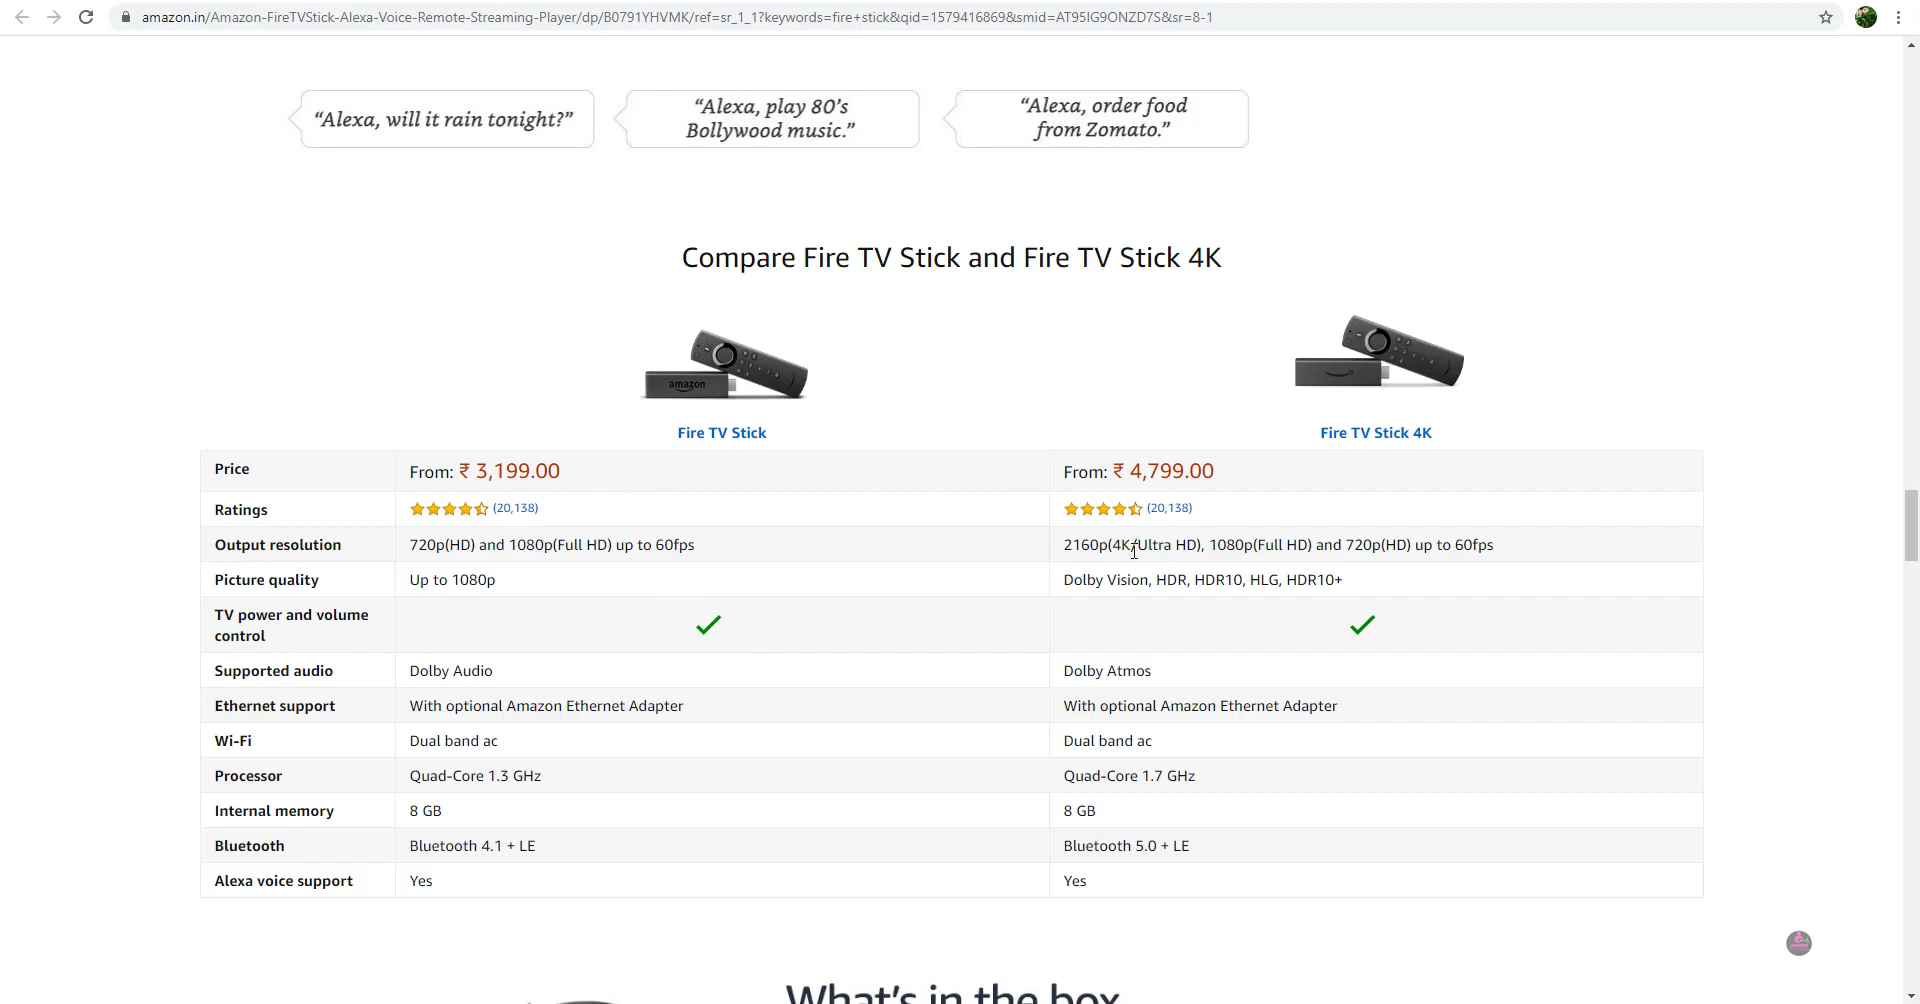 amazon.in/Amazon-FireTVStick-Alexa-Voice-Remote-Streaming-Player/dp/B0791YHVMK/ref=sr_1_1?keywords=fire+stick&qid=1579416869&smid=AT95IG9ONZD7S&sr=8-1
“Alexa, will it rain tonight?”
“Alexa, play 80’s
Bollywood music.”
“Alexa, order food
from Zomato.”
Compare Fire TV Stick and Fire TV Stick 4K
amazon
Fire TV Stick
Fire TV Stick 4K
Price From: ₹ 3,199.00 From: ₹ 4,799.00
Ratings (20,138) (20,138)
Output resolution 720p(HD) and 1080p(Full HD) up to 60fps 2160p(4K/Ultra HD), 1080p(Full HD) and 720p(HD) up to 60fps
Picture quality Up to 1080p Dolby Vision, HDR, HDR10, HLG, HDR10+
TV power and volume
control
Supported audio Dolby Audio Dolby Atmos
Ethernet support With optional Amazon Ethernet Adapter With optional Amazon Ethernet Adapter
Wi-Fi Dual band ac Dual band ac
Processor Quad-Core 1.3 GHz Quad-Core 1.7 GHz
Internal memory 8 GB 8 GB
Bluetooth Bluetooth 4.1 + LE Bluetooth 5.0 + LE
Alexa voice support Yes Yes
What’s in the box